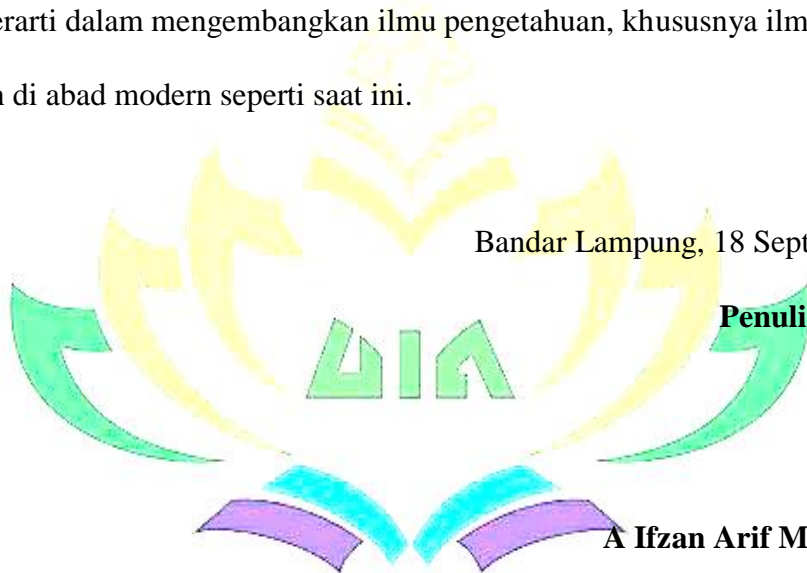 erarti dalam mengembangkan ilmu pengetahuan, khususnya ilm
di abad modern seperti saat ini.
Bandar Lampung, 18 Sept
Penuli
UIN
A Ifzan Arif M